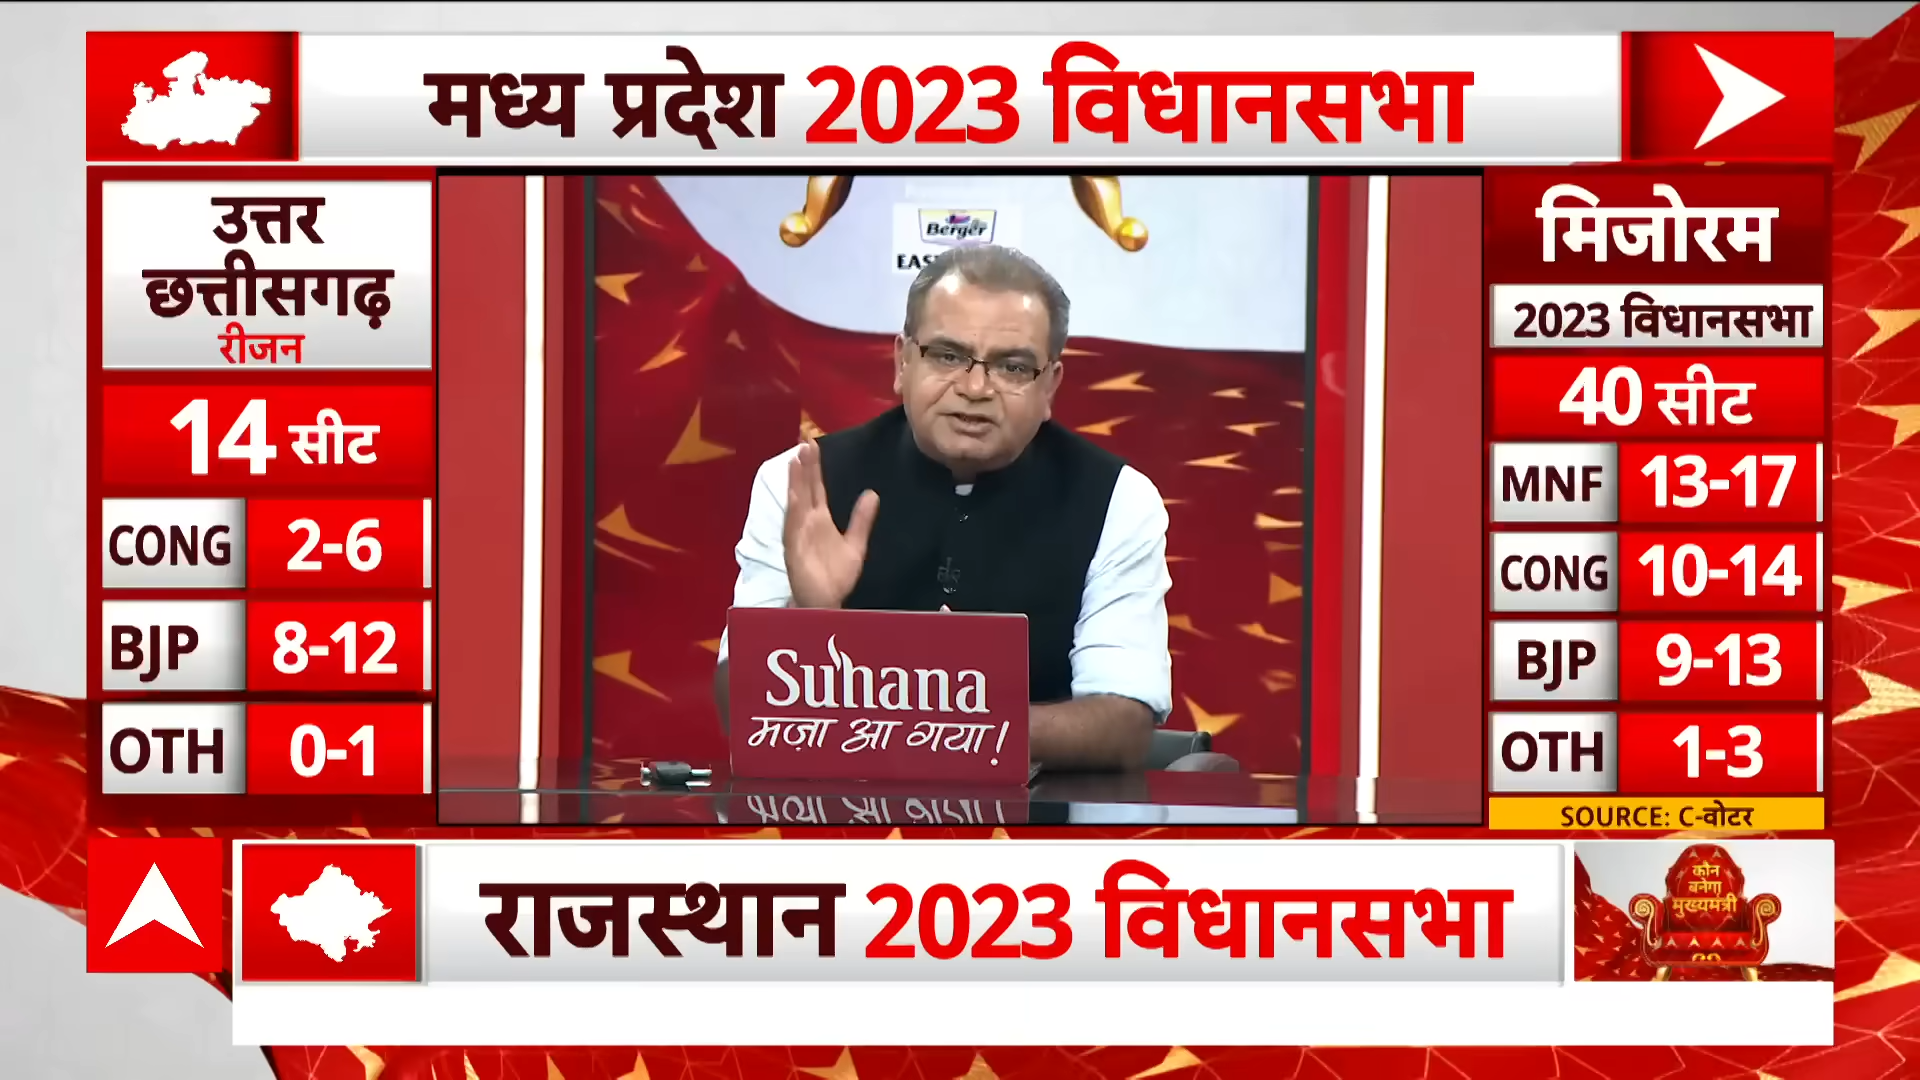 मध्य प्रदेश 2023 विधानसभा
उत्तर
छत्तीसगढ़
रीजन
14 सीट
CONG 2-6
BJP 8-12
OTH 0-1
Berger
Suhana
मज़ा आ गया!
मिजोरम
2023 विधानसभा
40 सीट
MNF 13-17
CONG 10-14
BJP 9-13
OTH 1-3
SOURCE: C-वोटर
राजस्थान 2023 विधानसभा
कौन
बनेगा
मुख्यमंत्री